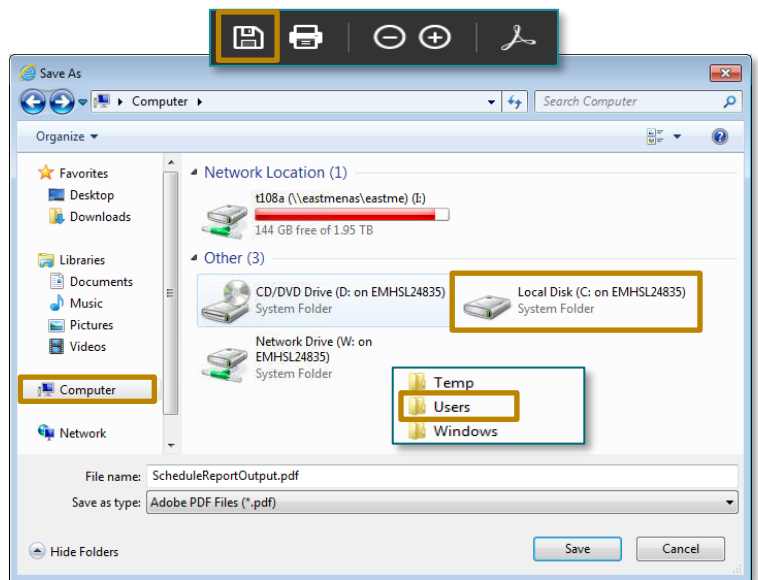 Save As
Computer
Search Computer
Organize
Favorites
Desktop
Downloads
Libraries
Documents
Music
Pictures
Videos
Computer
Network
Network Location (1)
t108a (\\eastmenas\eastme) (I:)
144 GB free of 1.95 TB
Other (3)
CD/DVD Drive (D: on EMHSL24835)
System Folder
Local Disk (C: on EMHSL24835)
System Folder
Network Drive (W: on
EMHSL24835)
System Folder
Temp
Users
Windows
File name: ScheduleReportOutput.pdf
Save as type: Adobe PDF Files (*.pdf)
Hide Folders
Save
Cancel